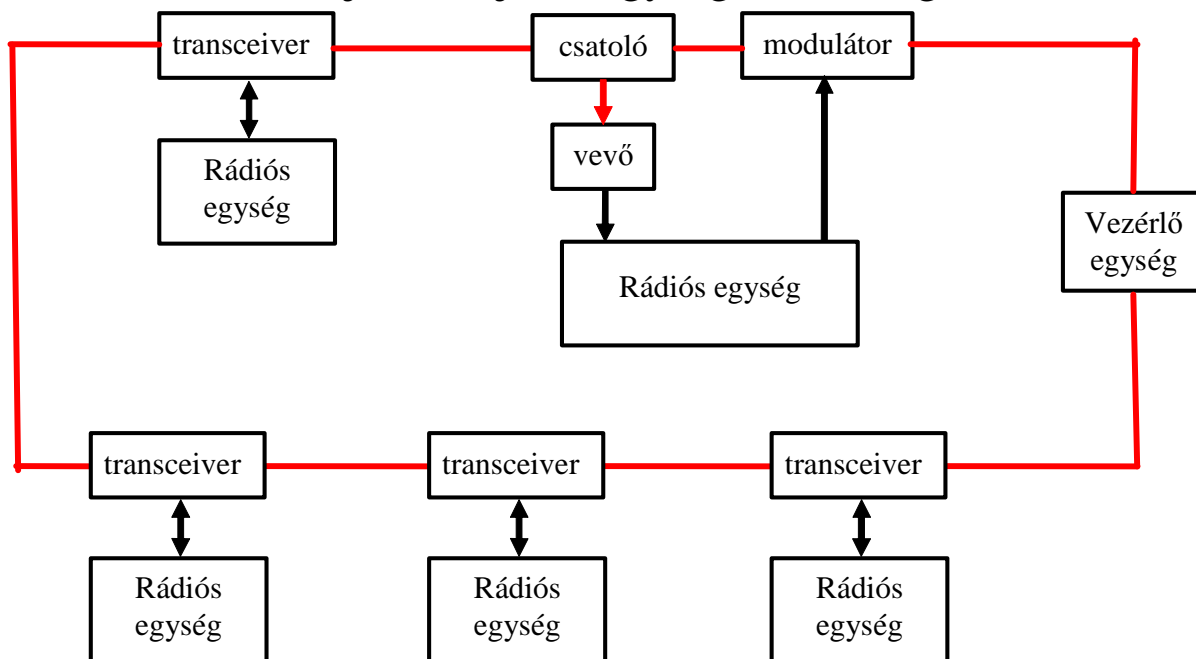 transceiver
csatoló
modulátor
vevő
Rádiós
egység
Vezérlő
egység
Rádiós egység
transceiver
transceiver
transceiver
Rádiós
egység
Rádiós
egység
Rádiós
egység